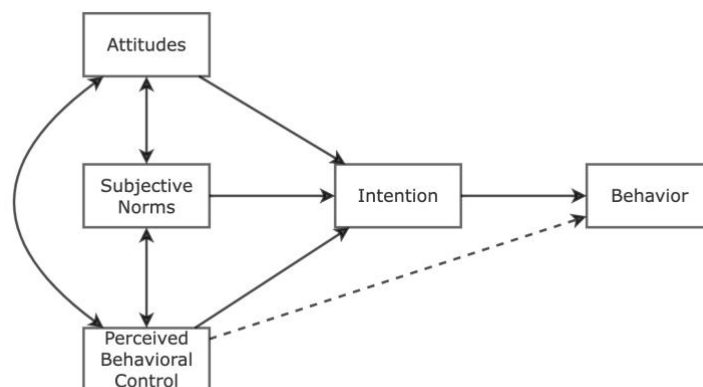 Attitudes
Subjective
Norms
Intention
Behavior
Perceived
Behavioral
Control